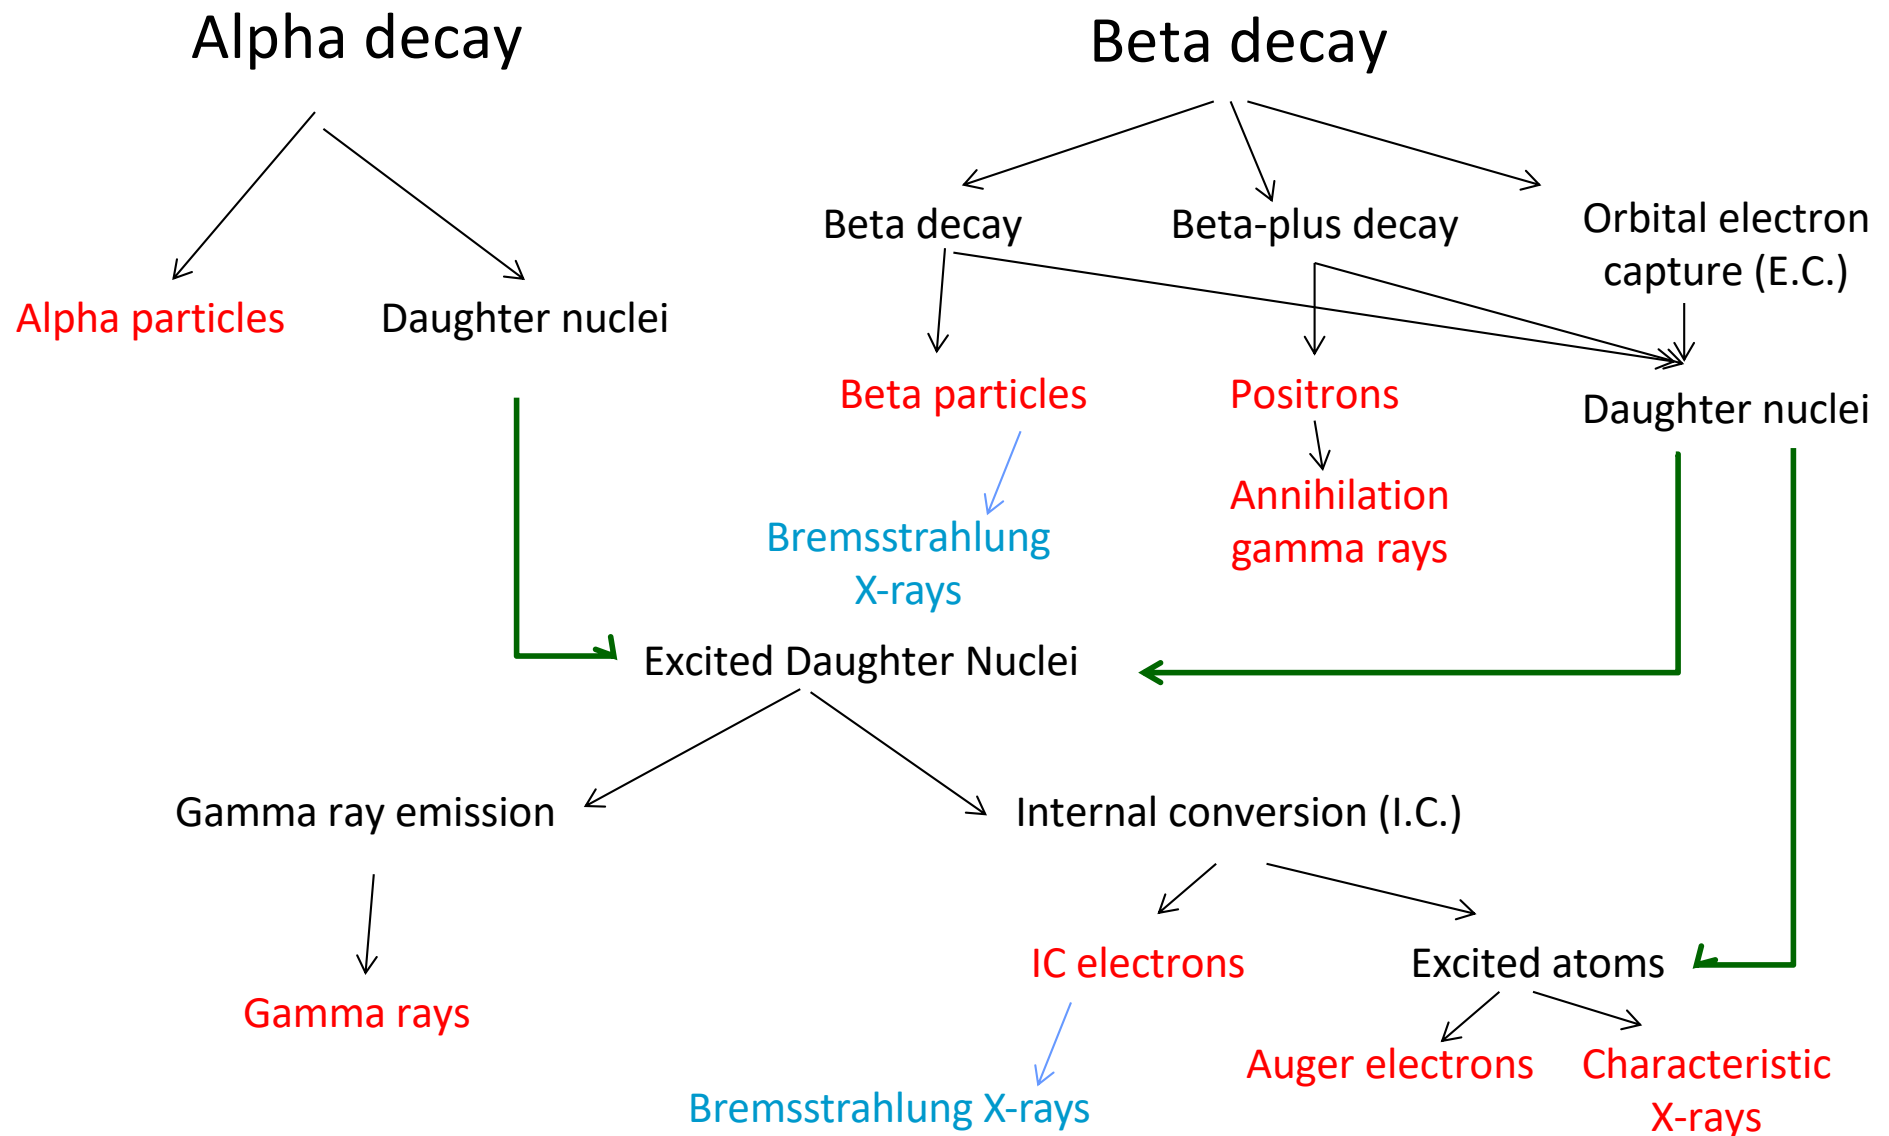 Alpha decay
Beta decay
Beta decay
Beta-plus decay
Orbital electron
capture (E.C.)
Alpha particles
Daughter nuclei
Beta particles
Positrons
Daughter nuclei
Annihilation
gamma rays
Bremsstrahlung
X-rays
Excited Daughter Nuclei
Gamma ray emission
Internal conversion (I.C.)
IC electrons
Excited atoms
Gamma rays
Auger electrons
Characteristic
X-rays
Bremsstrahlung X-rays